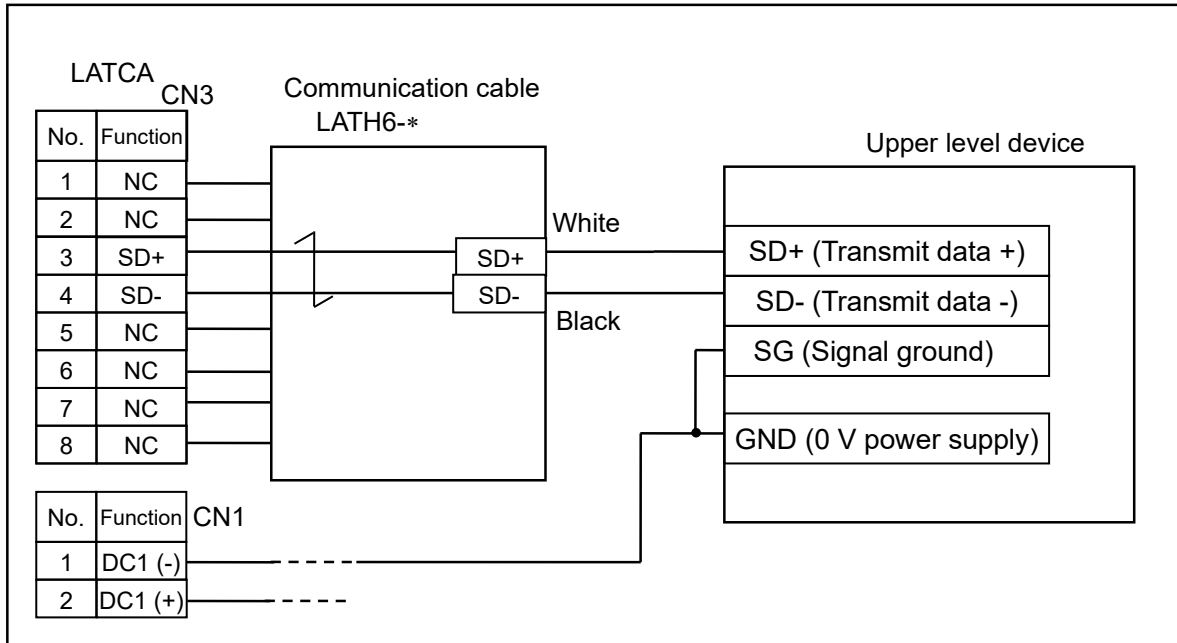 LATCA
CN3
Communication cable
LATH6-*
Upper level device
No. Function
1 NC
2 NC
3 SD+
4 SD-
5 NC
6 NC
7 NC
8 NC
White
SD+
SD-
Black
SD+ (Transmit data +)
SD- (Transmit data -)
SG (Signal ground)
GND (0 V power supply)
No. Function CN1
1 DC1 (-)
2 DC1 (+)